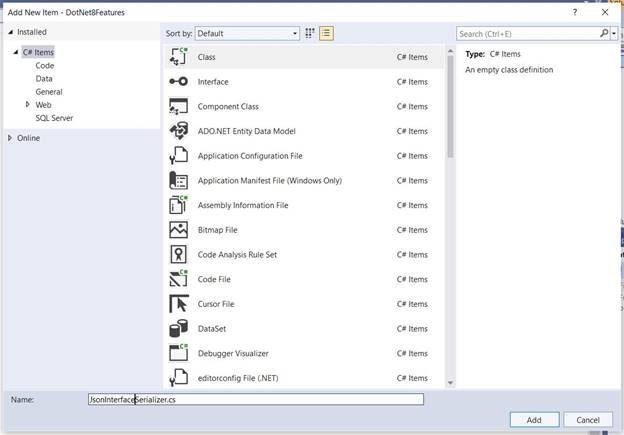 Add New Item - DotNet8Features
Installed
Sort by: Default
Search (Ctrl+E)
C# Items
Code
Data
General
Web
SQL Server
Online
Class C# Items
Interface C# Items
Component Class C# Items
ADO.NET Entity Data Model C# Items
Application Configuration File C# Items
Application Manifest File (Windows Only) C# Items
Assembly Information File C# Items
Bitmap File C# Items
Code Analysis Rule Set C# Items
Code File C# Items
Cursor File C# Items
DataSet C# Items
Debugger Visualizer C# Items
editorconfig File (.NET) C# Items
Type: C# Items
An empty class definition
Name: JsonInterfaceSerializer.cs
Add Cancel